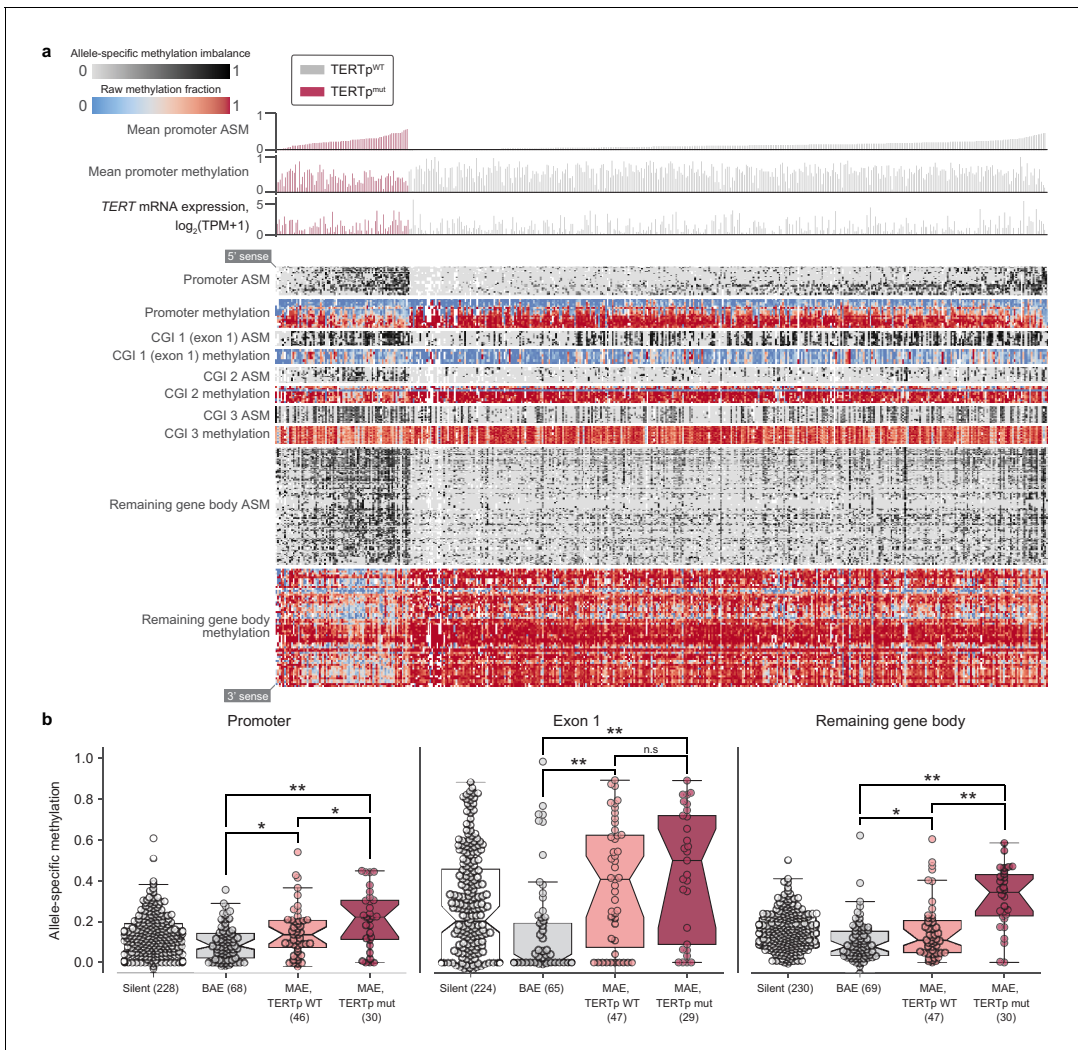 a
Allele-specific methylation imbalance
0 1
Raw methylation fraction
0 1
TERTpWT
TERTpmut
Mean promoter ASM
1
0
Mean promoter methylation
1
0
TERT mRNA expression,
log2(TPM+1)
5
0
5' sense
Promoter ASM
Promoter methylation
CGI 1 (exon 1) ASM
CGI 1 (exon 1) methylation
CGI 2 ASM
CGI 2 methylation
CGI 3 ASM
CGI 3 methylation
Remaining gene body ASM
Remaining gene body
methylation
3' sense
b
Promoter Exon 1 Remaining gene body
Allele-specific methylation
1.0
0.8
0.6
0.4
0.2
0.0
** * *
** ** n.s
** * **
Silent (228) BAE (68) MAE, TERTp WT (46) MAE, TERTp mut (30)
Silent (224) BAE (65) MAE, TERTp WT (47) MAE, TERTp mut (29)
Silent (230) BAE (69) MAE, TERTp WT (47) MAE, TERTp mut (30)